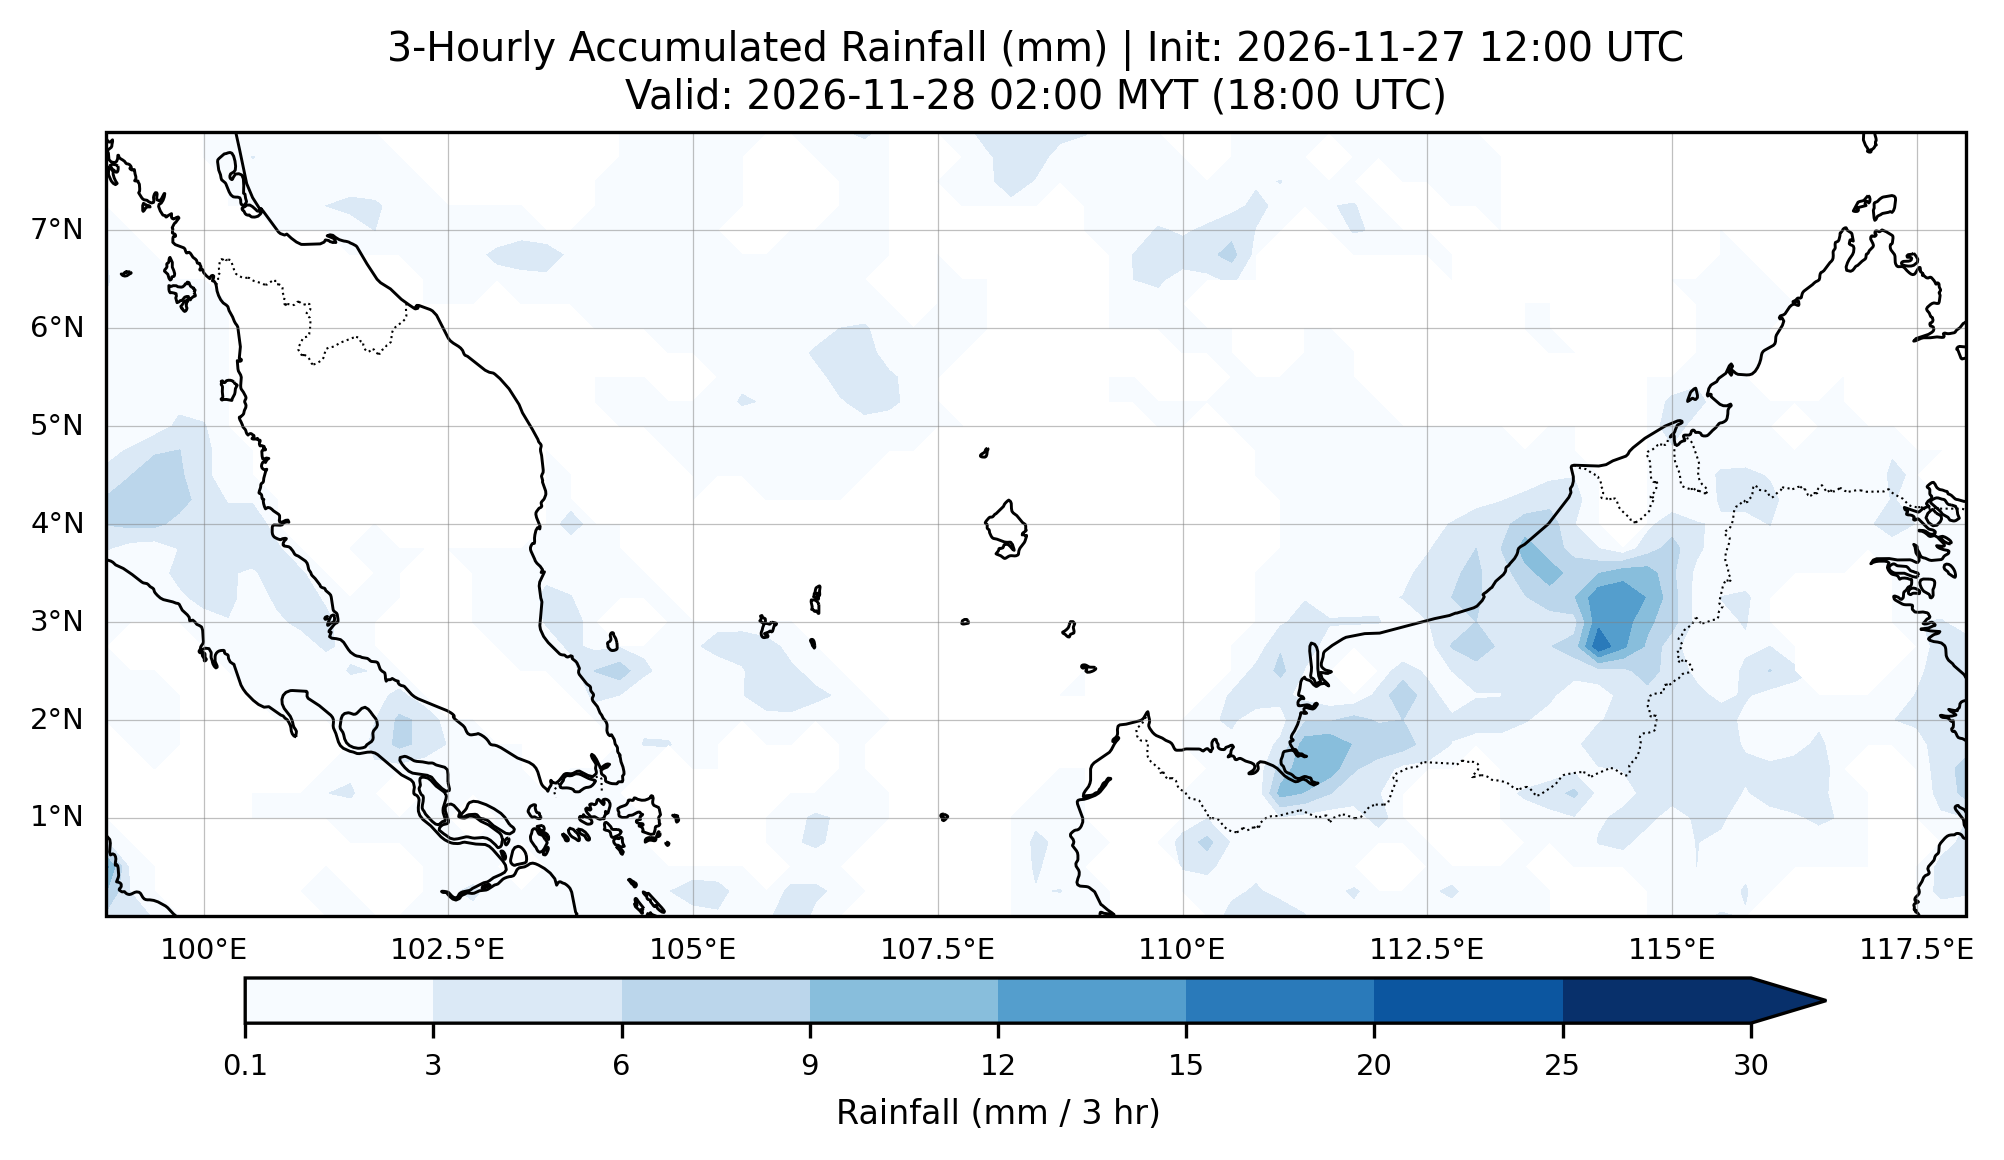 3-Hourly Accumulated Rainfall (mm) | Init: 2026-11-27 12:00 UTC
Valid: 2026-11-28 02:00 MYT (18:00 UTC)
7°N
6°N
5°N
4°N
3°N
2°N
1°N
100°E 102.5°E 105°E 107.5°E 110°E 112.5°E 115°E 117.5°E
0.1 3 6 9 12 15 20 25 30
Rainfall (mm / 3 hr)